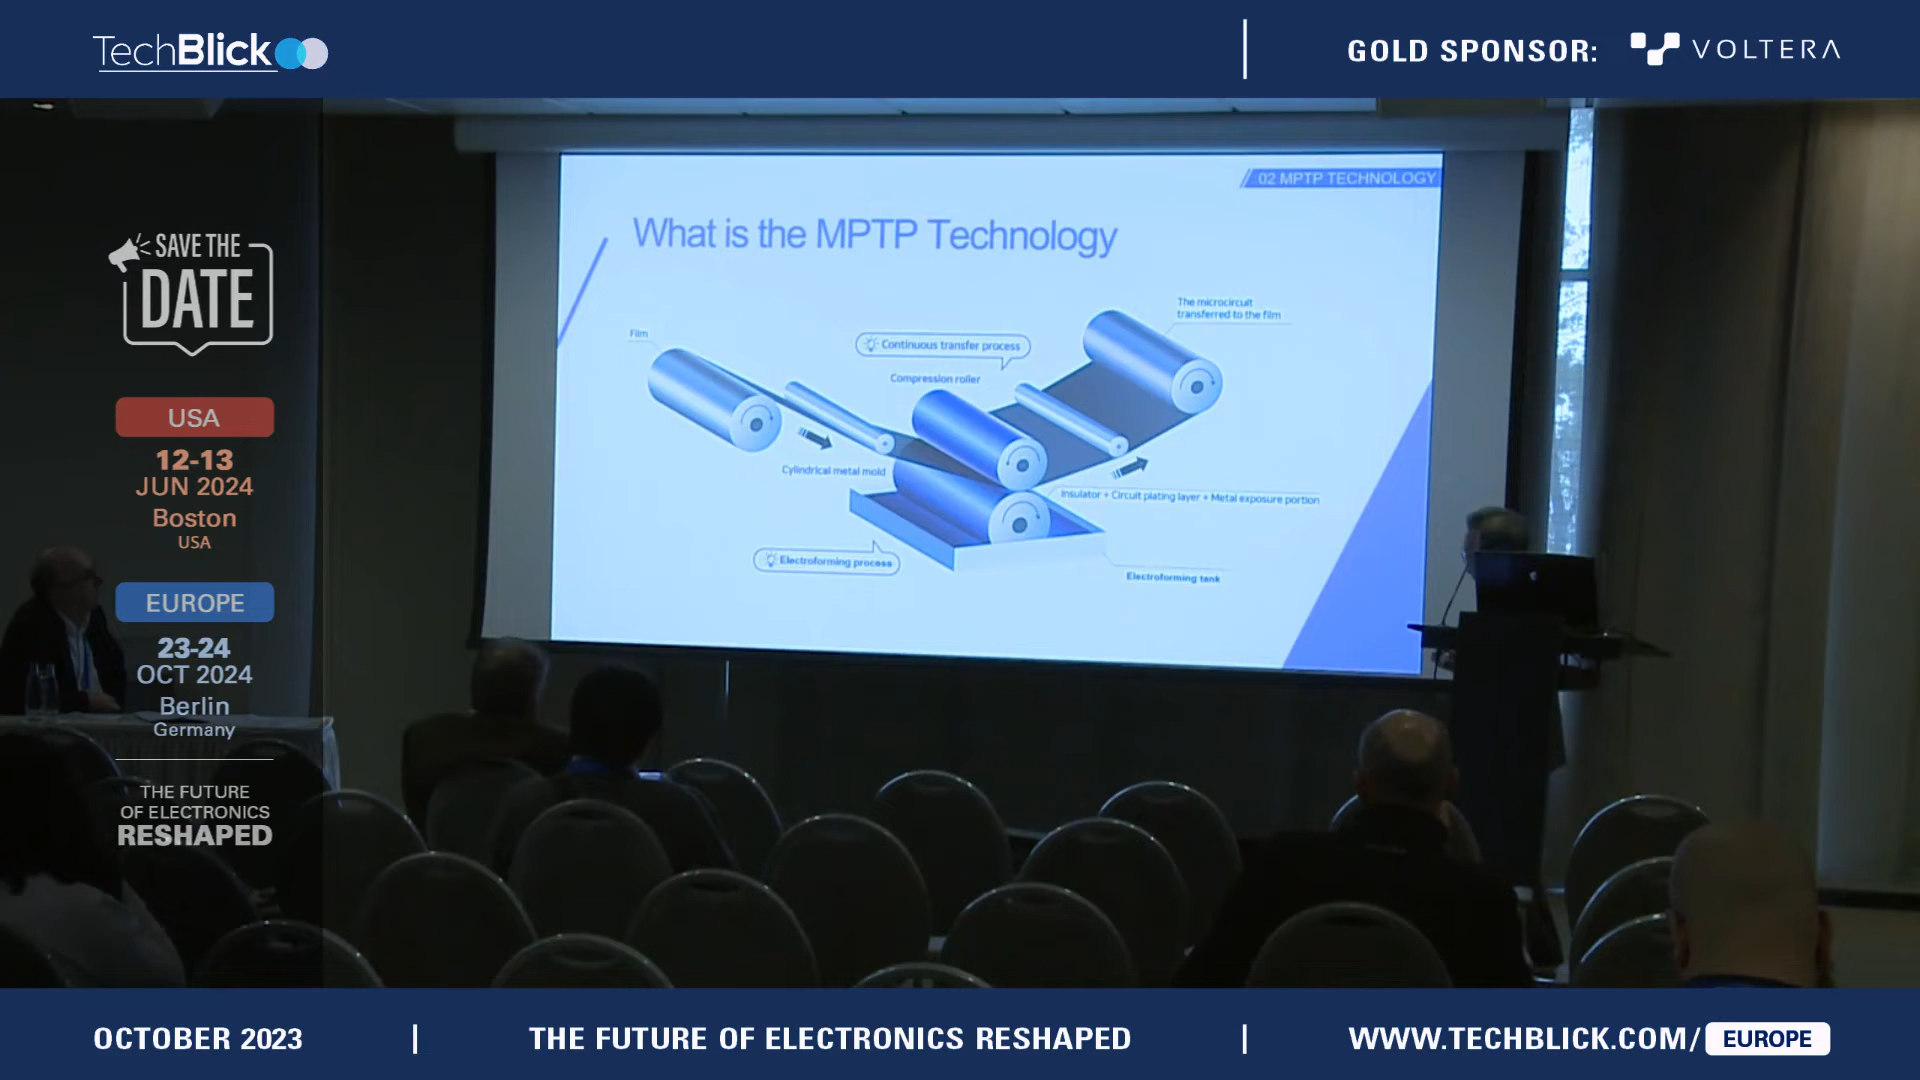 TechBlick
GOLD SPONSOR:
VOLTERA
SAVE THE
DATE
USA
12-13
JUN 2024
Boston
USA
EUROPE
23-24
OCT 2024
Berlin
Germany
THE FUTURE
OF ELECTRONICS
RESHAPED
02 MPTP TECHNOLOGY
What is the MPTP Technology
The microcircuit
transferred to the film
Film
Continuous transfer process
Compression roller
Cylindrical metal mold
Insulator + Circuit plating layer + Metal exposure portion
Electroforming process
Electroforming tank
OCTOBER 2023
THE FUTURE OF ELECTRONICS RESHAPED
WWW.TECHBLICK.COM/ EUROPE